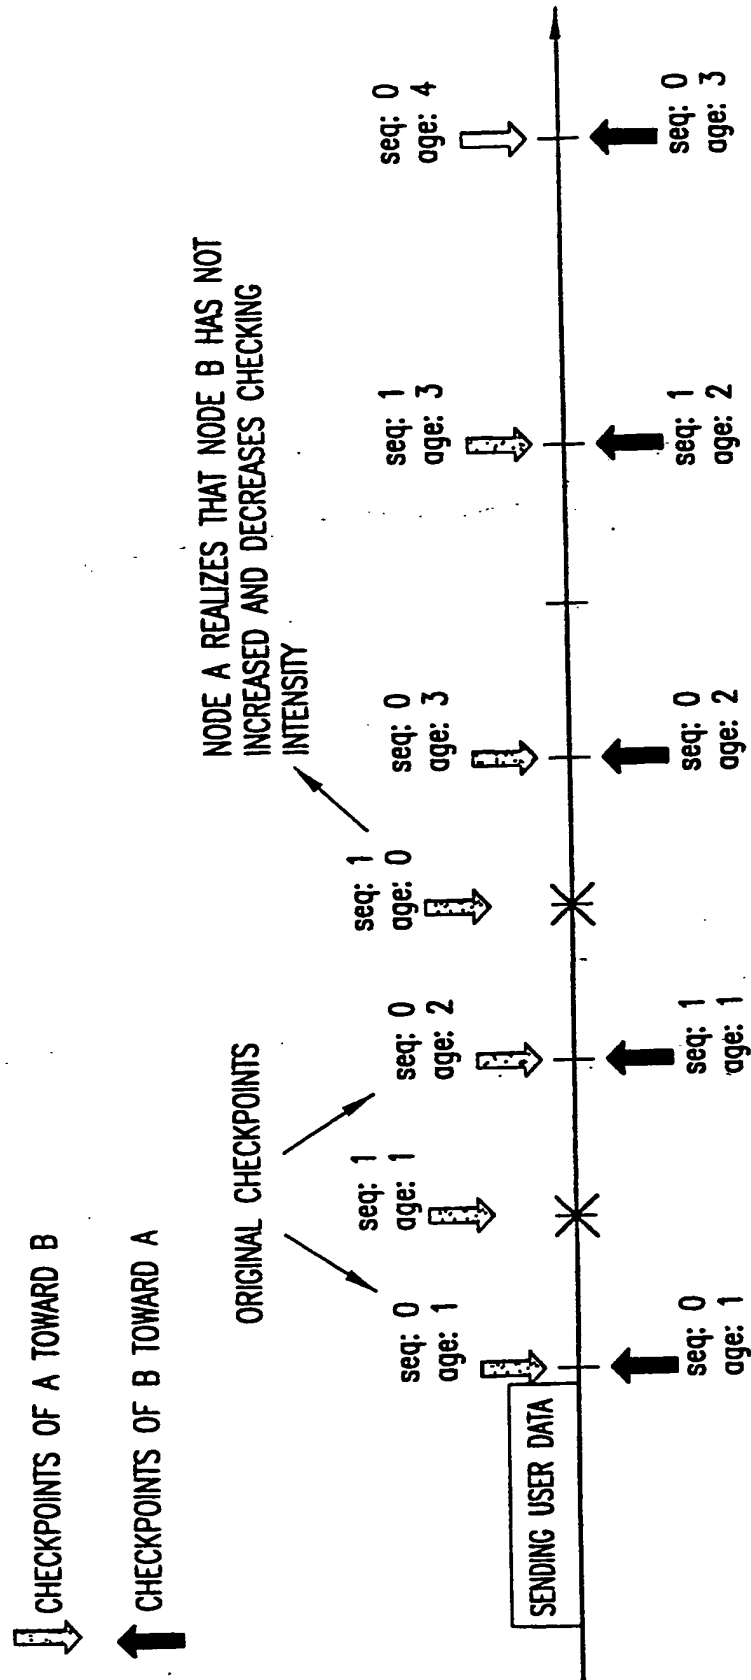 CHECKPOINTS OF A TOWARD B
CHECKPOINTS OF B TOWARD A
ORIGINAL CHECKPOINTS
NODE A REALIZES THAT NODE B HAS NOT
INCREASED AND DECREASES CHECKING
INTENSITY
seq: 0
age: 1
seq: 1
age: 1
seq: 0
age: 2
seq: 1
age: 0
seq: 0
age: 3
seq: 1
age: 3
seq: 0
age: 4
SENDING USER DATA
seq: 0
age: 1
seq: 1
age: 1
seq: 0
age: 2
seq: 1
age: 2
seq: 0
age: 3